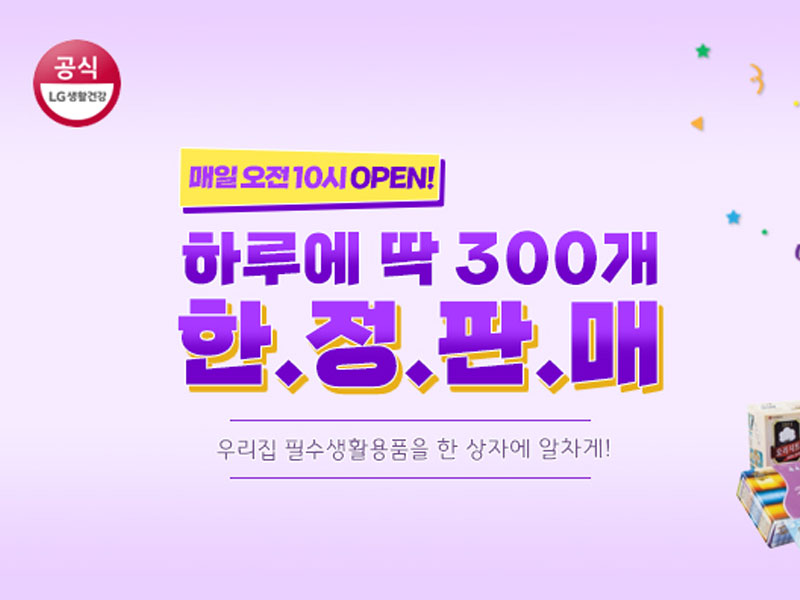 공식
LG생활건강
매일 오전 10시 OPEN!
하루에 딱 300개
한.정.판.매
우리집 필수생활용품을 한 상자에 알차게!